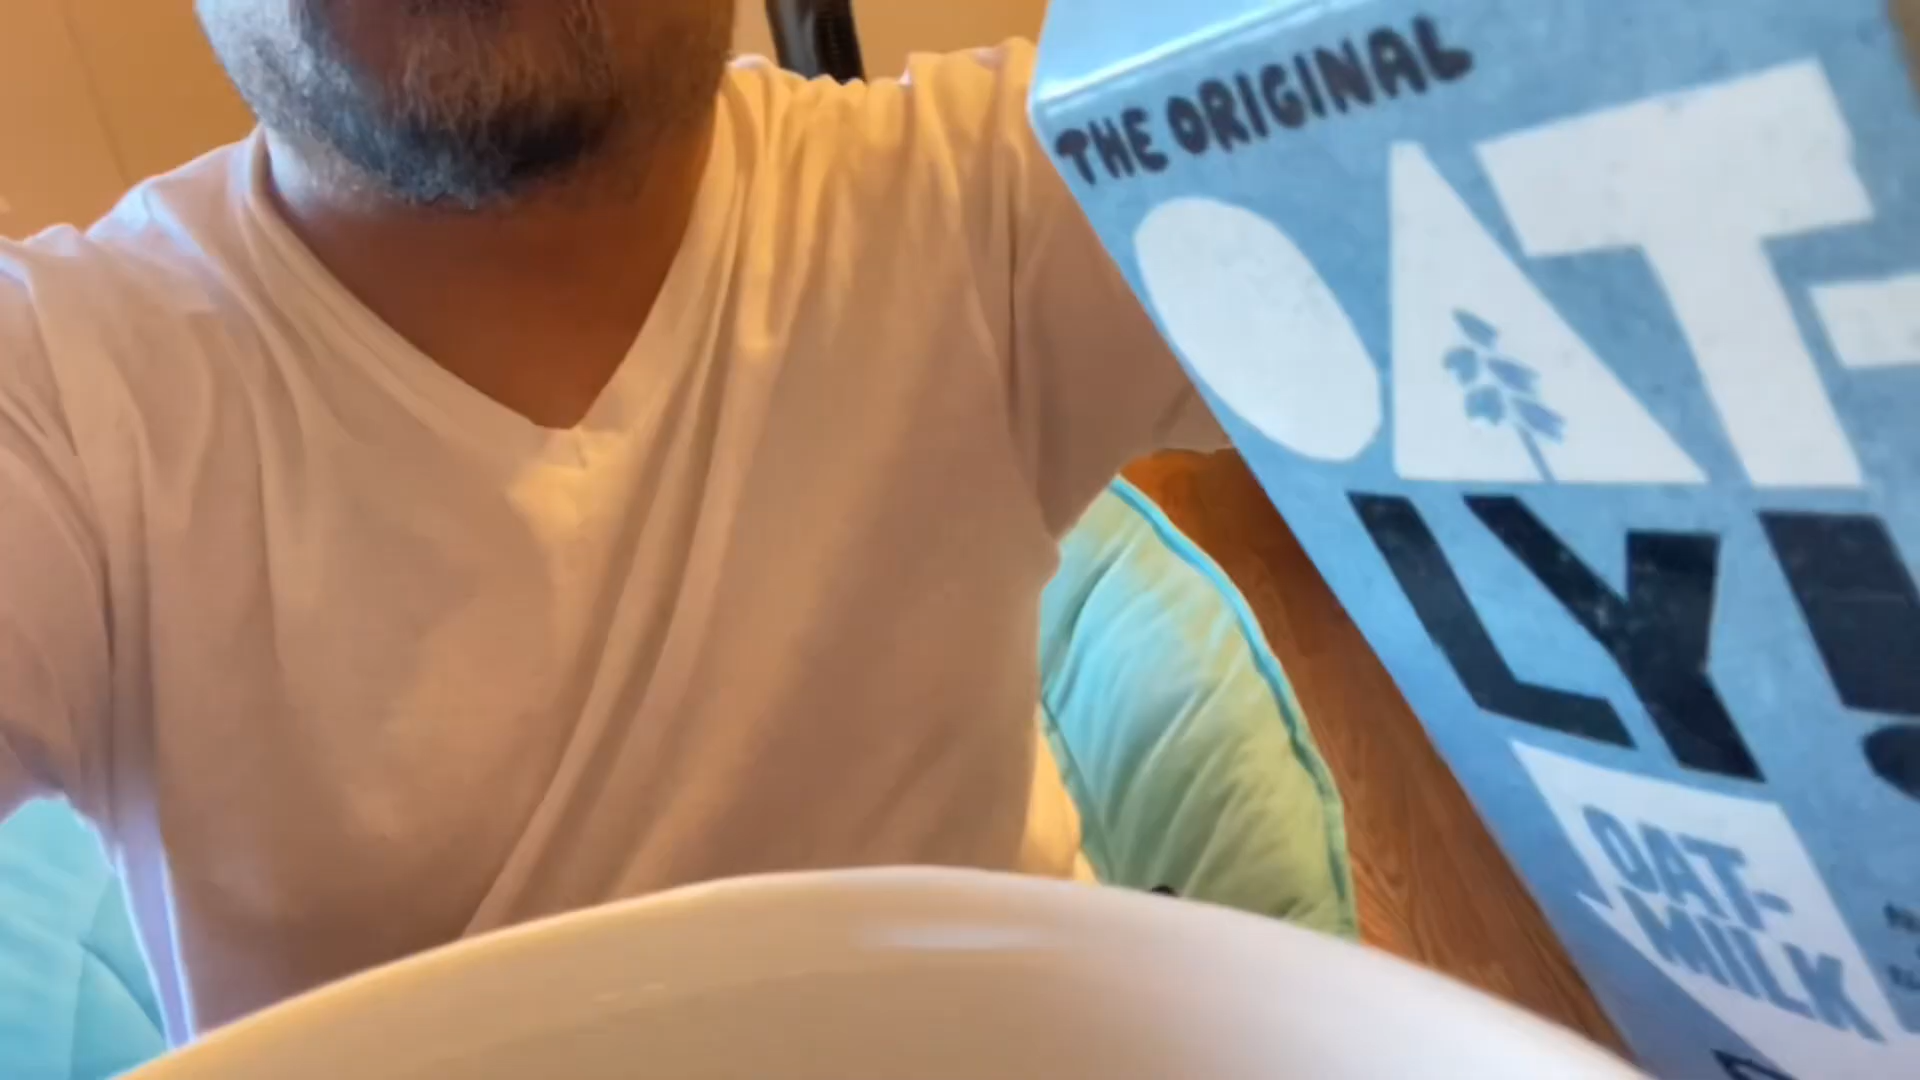 THE ORIGINAL
OAT-
LY!
OAT-
MILK